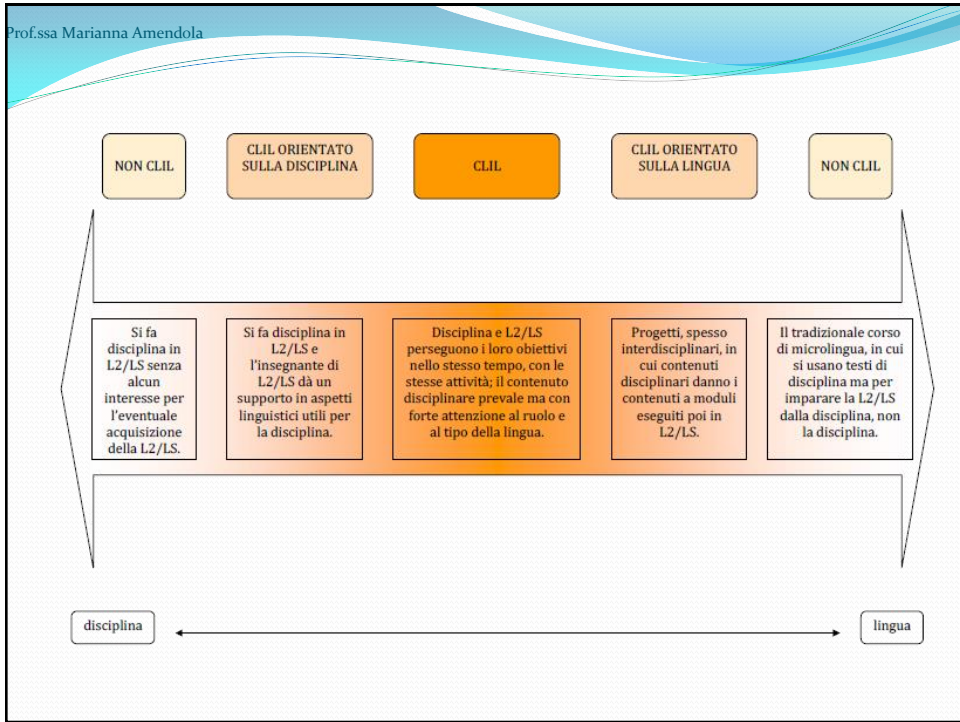 Prof.ssa Marianna Amendola
NON CLIL
CLIL ORIENTATO
SULLA DISCIPLINA
CLIL
CLIL ORIENTATO
SULLA LINGUA
NON CLIL
Si fa
disciplina in
L2/LS senza
alcun
interesse per
l'eventuale
acquisizione
della L2/LS.
Si fa disciplina in
L2/LS e
l'insegnante di
L2/LS dà un
supporto in aspetti
linguistici utili per
la disciplina.
Disciplina e L2/LS
perseguono i loro obiettivi
nello stesso tempo, con le
stesse attività; il contenuto
disciplinare prevale ma con
forte attenzione al ruolo e
al tipo della lingua.
Progetti, spesso
interdisciplinari, in
cui contenuti
disciplinari danno i
contenuti a moduli
eseguiti poi in
L2/LS.
Il tradizionale corso
di microlingua, in cui
si usano testi di
disciplina ma per
imparare la L2/LS
dalla disciplina, non
la disciplina.
disciplina
lingua